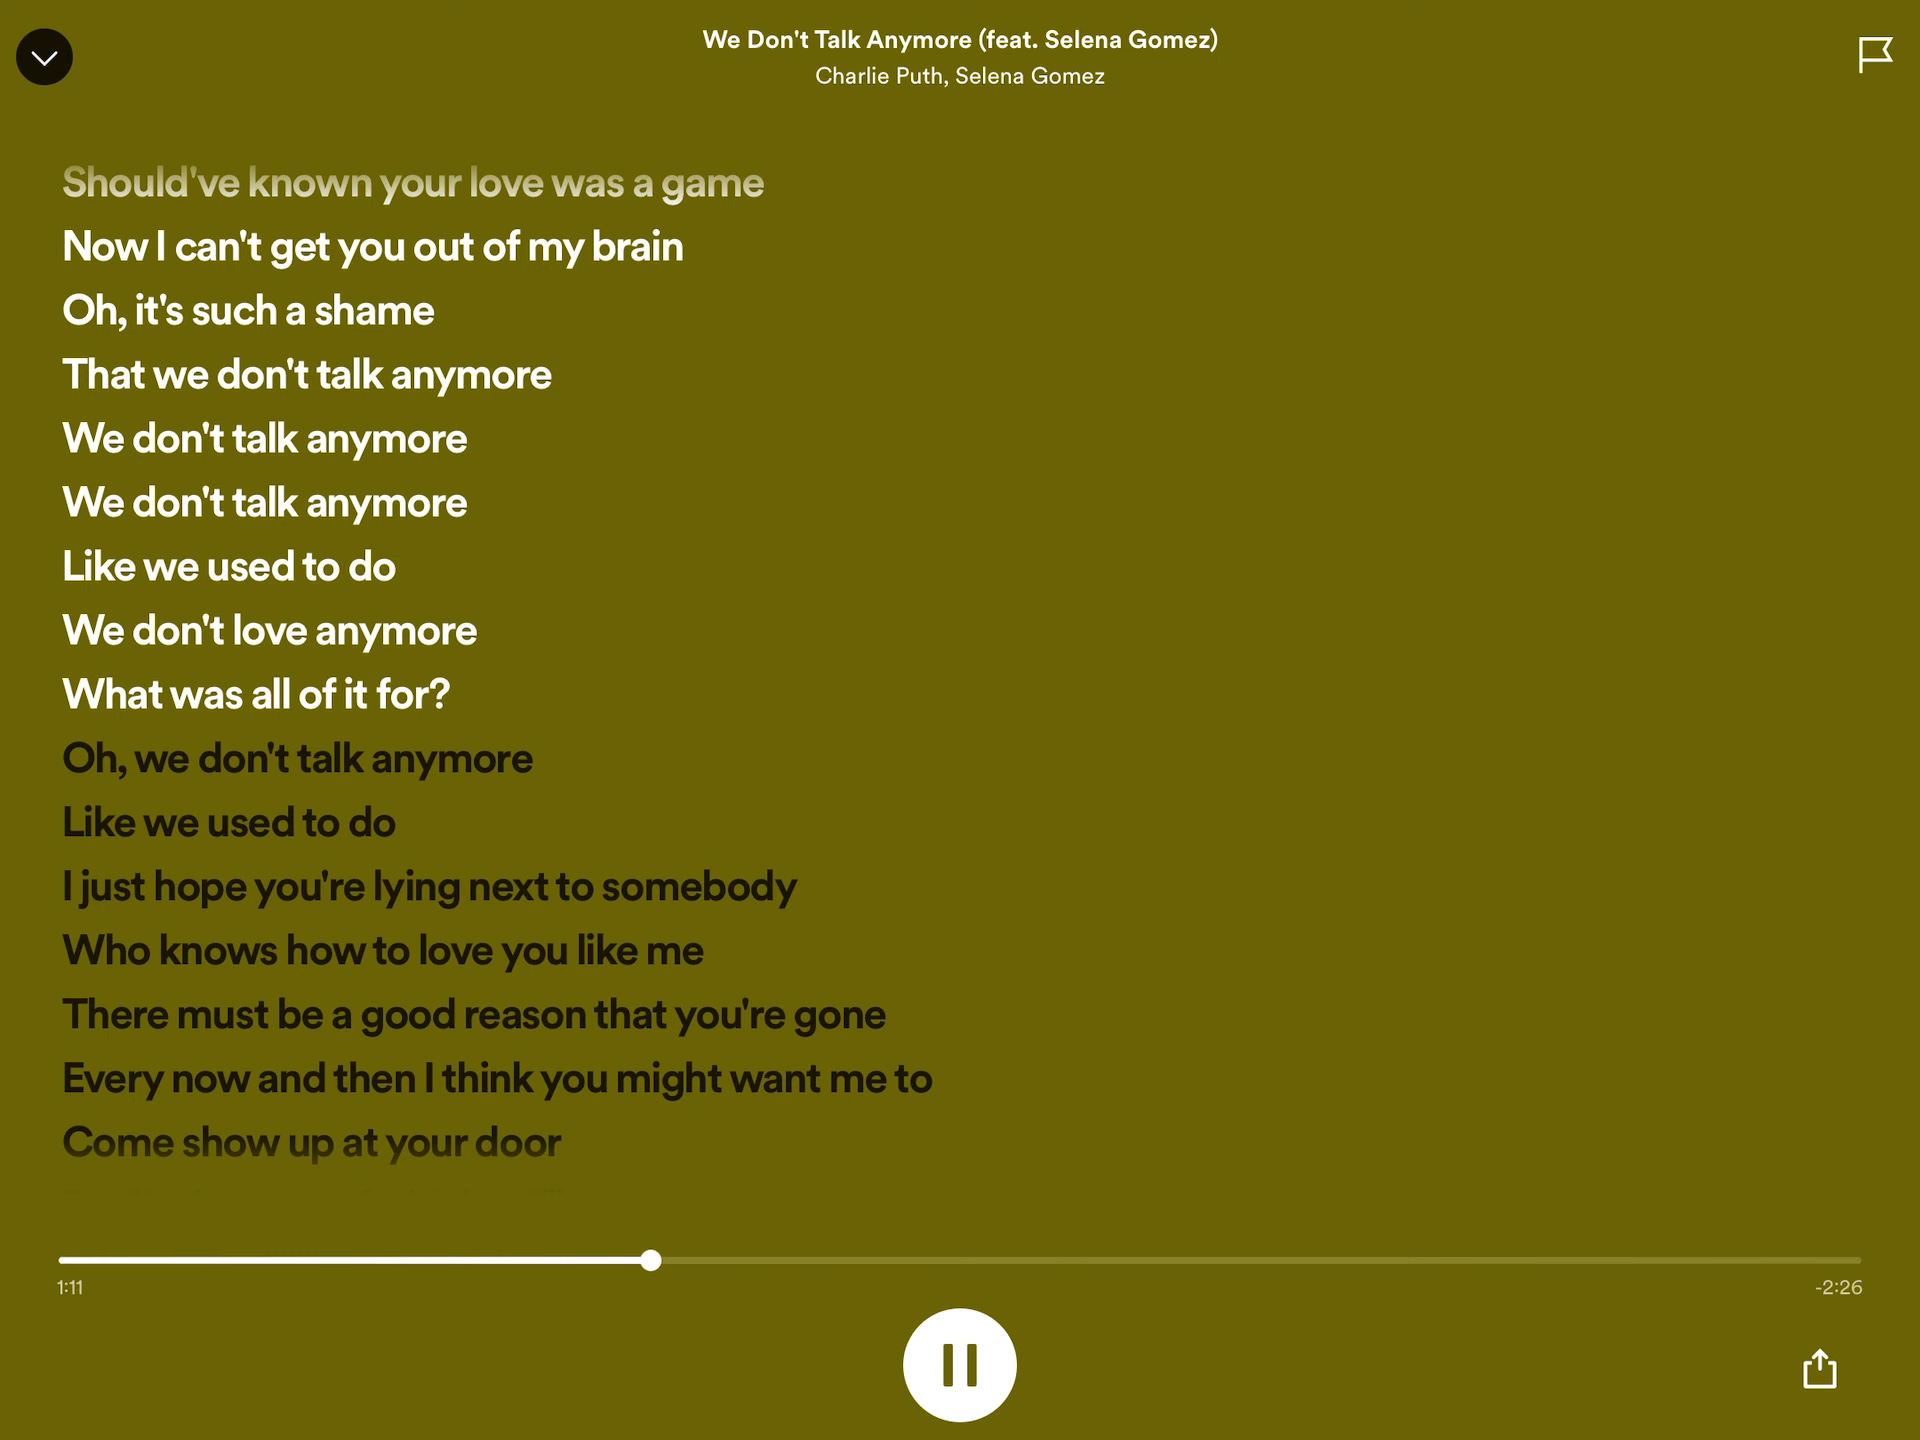 We Don't Talk Anymore (feat. Selena Gomez)
Charlie Puth, Selena Gomez
Should've known your love was a game
Now I can't get you out of my brain
Oh, it's such a shame
That we don't talk anymore
We don't talk anymore
We don't talk anymore
Like we used to do
We don't love anymore
What was all of it for?
Oh, we don't talk anymore
Like we used to do
I just hope you're lying next to somebody
Who knows how to love you like me
There must be a good reason that you're gone
Every now and then I think you might want me to
Come show up at your door
1:11
-2:26